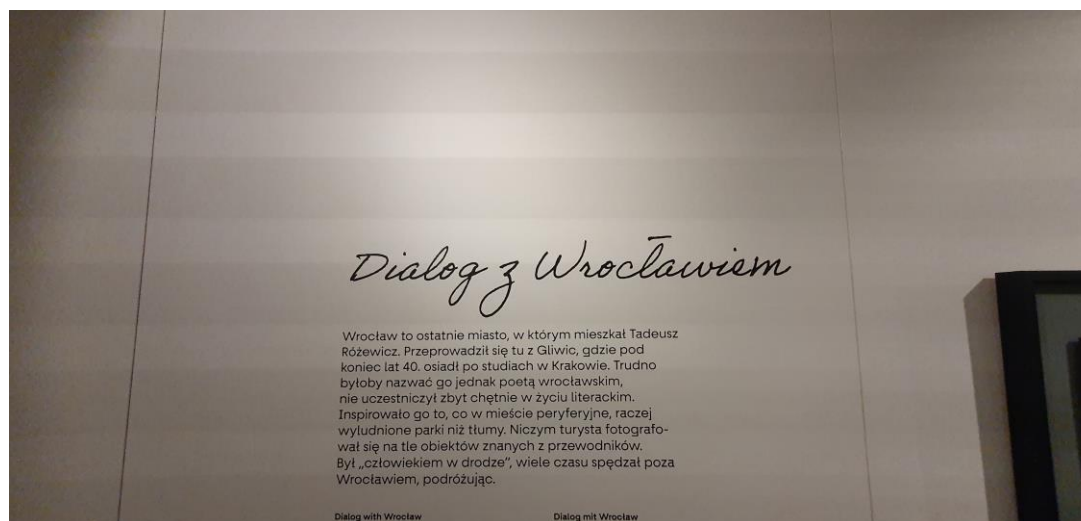 Dialog z Wrocławiem
Wrocław to ostatnie miasto, w którym mieszkał Tadeusz
Różewicz. Przeprowadził się tu z Gliwic, gdzie pod
koniec lat 40. osiadł po studiach w Krakowie. Trudno
byłoby nazwać go jednak poetą wrocławskim,
nie uczestniczył zbyt chętnie w życiu literackim.
Inspirowało go to, co w mieście peryferyjne, raczej
wyludnione parki niż tłumy. Niczym turysta fotografo-
wał się na tle obiektów znanych z przewodników.
Był „człowiekiem w drodze”, wiele czasu spędzał poza
Wrocławiem, podróżując.
Dialog with Wrocław
Dialog mit Wrocław